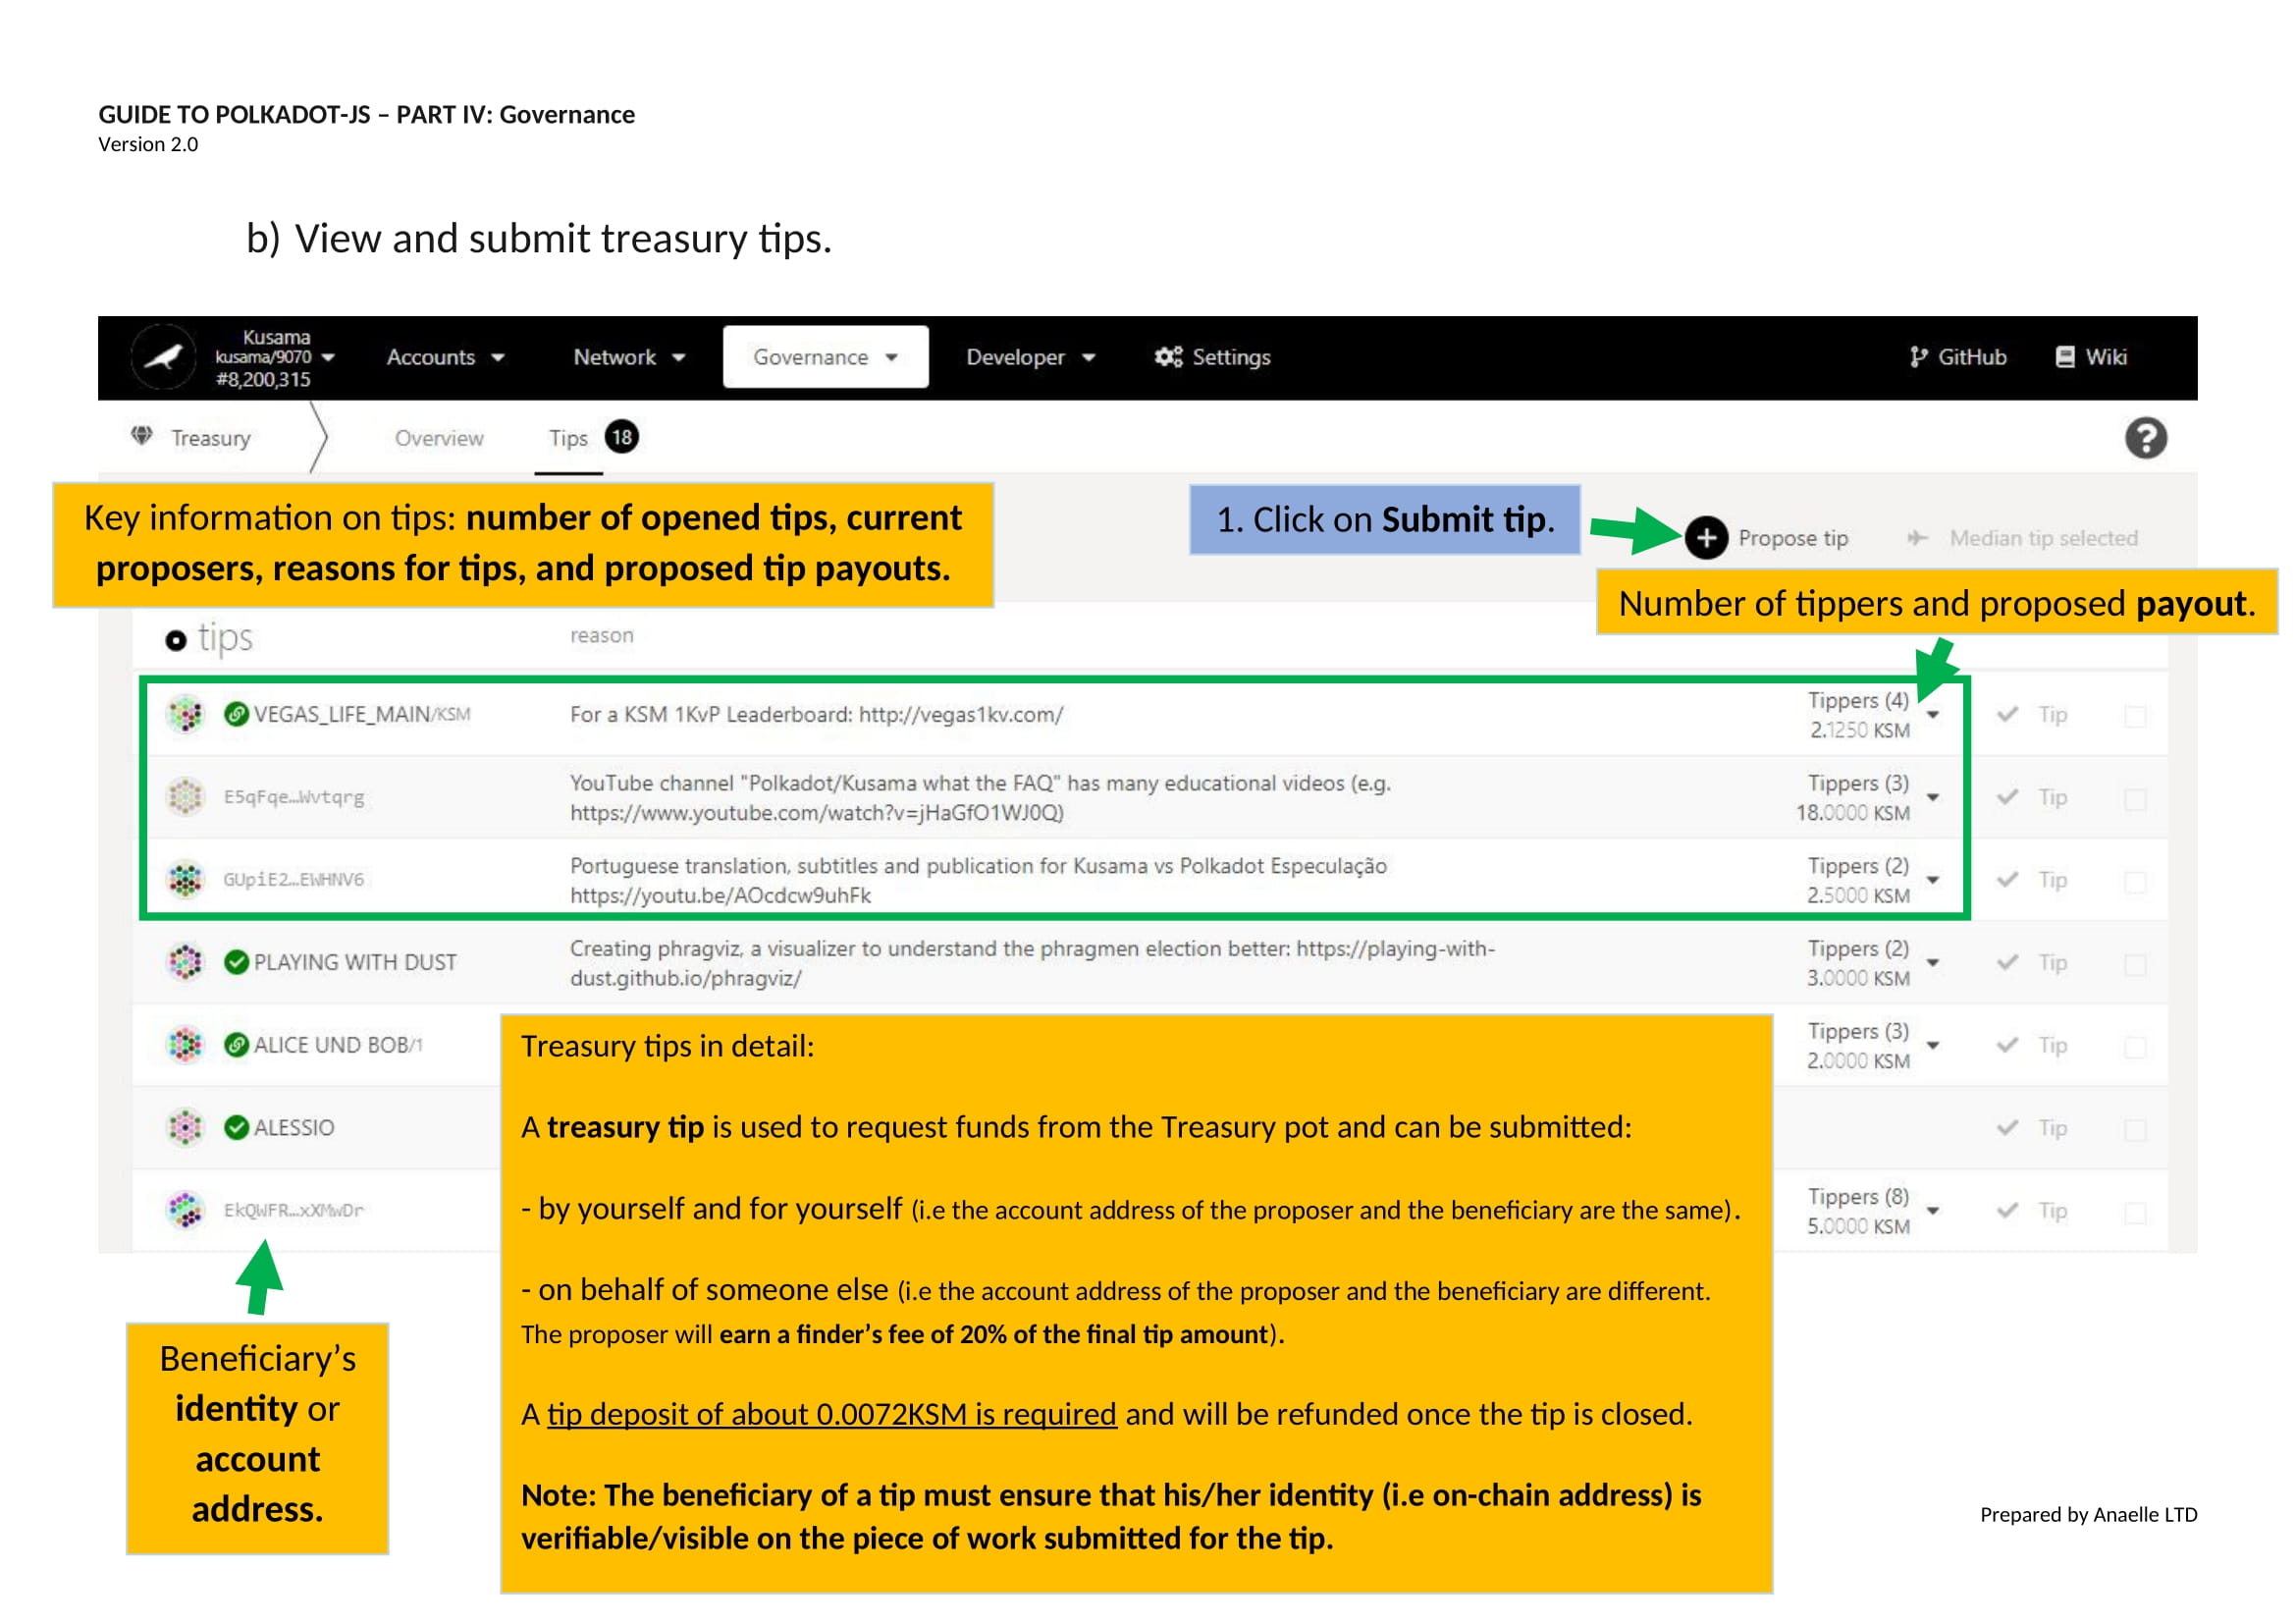 GUIDE TO POLKADOT-JS – PART IV: Governance
Version 2.0
b) View and submit treasury tips.
Kusama
kusama/9070
#8,200,315
Accounts
Network
Governance
Developer
Settings
GitHub
Wiki
Treasury
Overview
Tips 18
?
Key information on tips: number of opened tips, current
proposers, reasons for tips, and proposed tip payouts.
1. Click on Submit tip.
Propose tip
Median tip selected
Number of tippers and proposed payout.
tips
reason
VEGAS_LIFE_MAIN/KSM
For a KSM 1KvP Leaderboard: http://vegas1kv.com/
Tippers (4)
2.1250 KSM
Tip
E5qFqe…Wvtqrg
YouTube channel "Polkadot/Kusama what the FAQ" has many educational videos (e.g.
https://www.youtube.com/watch?v=jHaGfO1WJ0Q)
Tippers (3)
18.0000 KSM
Tip
GUpiE2…EWHNV6
Portuguese translation, subtitles and publication for Kusama vs Polkadot Especulação
https://youtu.be/AOcdcw9uhFk
Tippers (2)
2.5000 KSM
Tip
PLAYING WITH DUST
Creating phragviz, a visualizer to understand the phragmen election better: https://playing-with-
dust.github.io/phragviz/
Tippers (2)
3.0000 KSM
Tip
ALICE UND BOB/1
Tippers (3)
2.0000 KSM
Tip
ALESSIO
Tip
EkQWFR…xXMwDr
Tippers (8)
5.0000 KSM
Tip
Treasury tips in detail:
A treasury tip is used to request funds from the Treasury pot and can be submitted:
- by yourself and for yourself (i.e the account address of the proposer and the beneficiary are the same).
- on behalf of someone else (i.e the account address of the proposer and the beneficiary are different.
The proposer will earn a finder’s fee of 20% of the final tip amount).
A tip deposit of about 0.0072KSM is required and will be refunded once the tip is closed.
Note: The beneficiary of a tip must ensure that his/her identity (i.e on-chain address) is
verifiable/visible on the piece of work submitted for the tip.
Beneficiary’s
identity or
account
address.
Prepared by Anaelle LTD